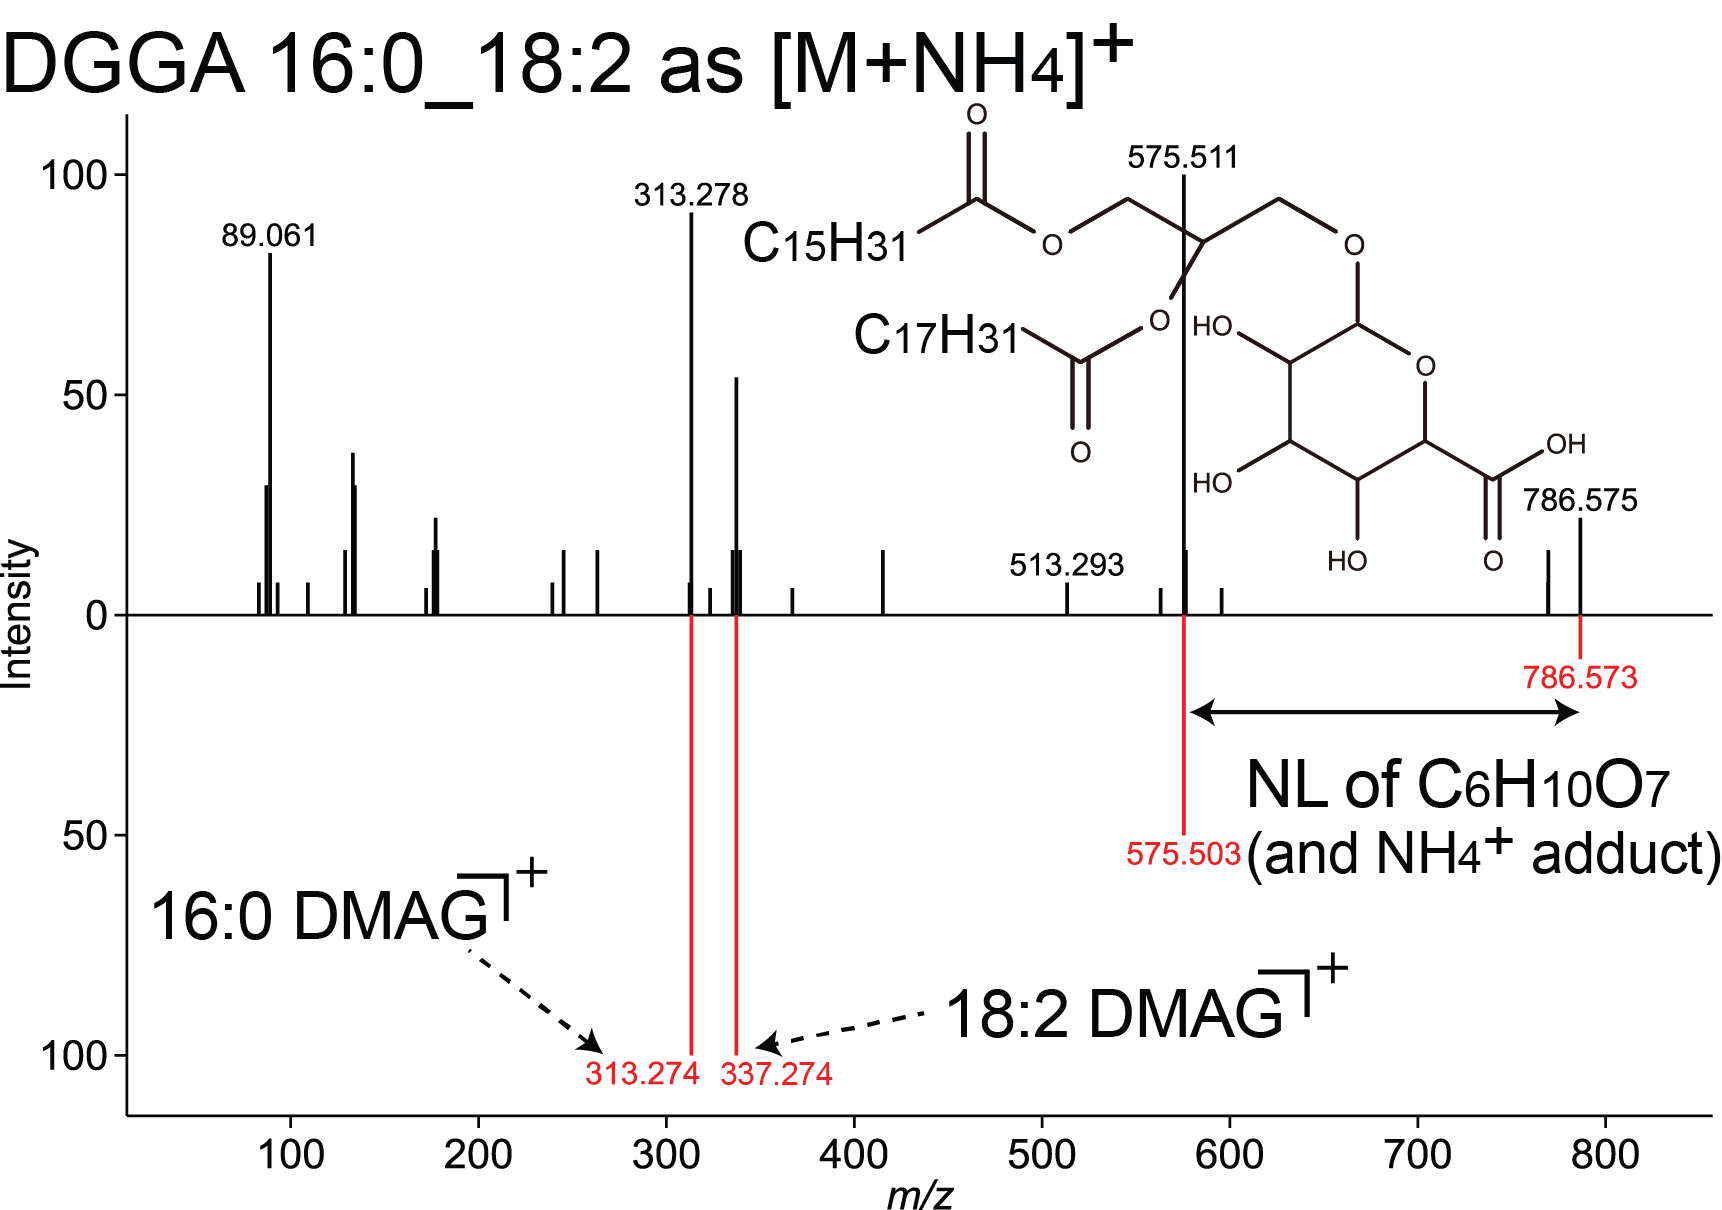 DGGA 16:0_18:2 as [M+NH4]+
Intensity
100
50
0
50
100
89.061
313.278
575.511
513.293
786.575
O
C15H31
O
O
C17H31
O
O
HO
O
HO
HO
OH
O
786.573
NL of C6H10O7
(and NH4+ adduct)
575.503
16:0 DMAG+
18:2 DMAG+
313.274
337.274
100
200
300
400
500
600
700
800
m/z